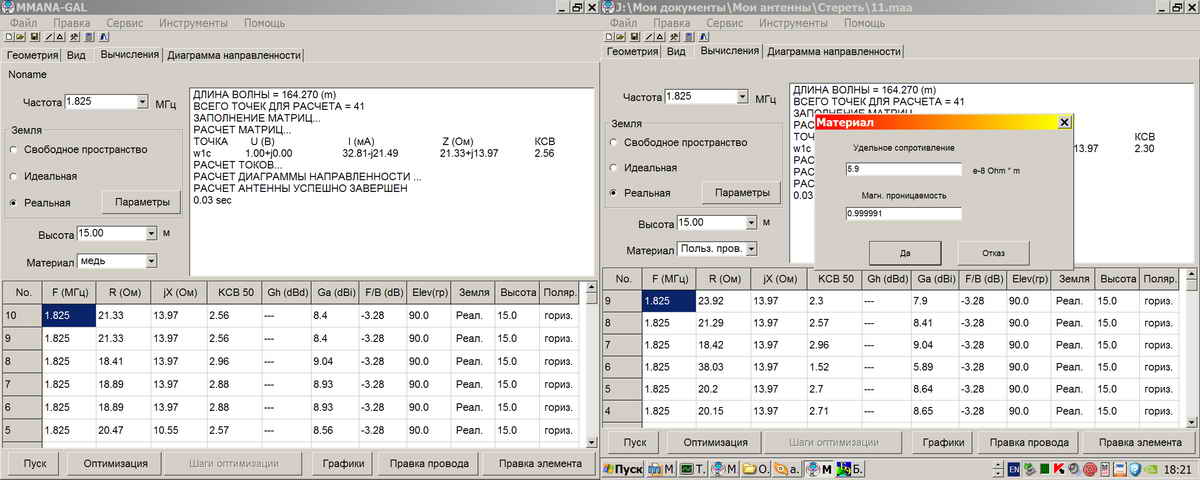 MMANA-GAL
Файл Правка Сервис Инструменты Помощь
Геометрия Вид Вычисления Диаграмма направленности
Noname
Частота 1.825 МГц
Земля
Свободное пространство
Идеальная
Реальная Параметры
Высота 15.00 м
Материал медь
ДЛИНА ВОЛНЫ = 164.270 (m)
ВСЕГО ТОЧЕК ДЛЯ РАСЧЕТА = 41
ЗАПОЛНЕНИЕ МАТРИЦ...
РАСЧЕТ МАТРИЦ...
ТОЧКА U (В) I (мА) Z (Ом) КСВ
w1c 1.00+j0.00 32.81-j21.49 21.33+j13.97 2.56
РАСЧЕТ ТОКОВ...
РАСЧЕТ ДИАГРАММЫ НАПРАВЛЕННОСТИ ...
РАСЧЕТ АНТЕННЫ УСПЕШНО ЗАВЕРШЕН
0.03 sec
No. F (МГц) R (Ом) jX (Ом) КСВ 50 Gh (dBd) Ga (dBi) F/B (dB) Elev(гр) Земля Высота Поляр.
10 1.825 21.33 13.97 2.56 --- 8.4 -3.28 90.0 Реал. 15.0 гориз.
9 1.825 21.33 13.97 2.56 --- 8.4 -3.28 90.0 Реал. 15.0 гориз.
8 1.825 18.41 13.97 2.96 --- 9.04 -3.28 90.0 Реал. 15.0 гориз.
7 1.825 18.89 13.97 2.88 --- 8.93 -3.28 90.0 Реал. 15.0 гориз.
6 1.825 18.89 13.97 2.88 --- 8.93 -3.28 90.0 Реал. 15.0 гориз.
5 1.825 20.47 10.55 2.57 --- 8.56 -3.28 90.0 Реал. 15.0 гориз.
Пуск Оптимизация Шаги оптимизации Графики Правка провода Правка элемента
J:\Мои документы\Мои антенны\Стереть\11.maa
Файл Правка Сервис Инструменты Помощь
Геометрия Вид Вычисления Диаграмма направленности
Частота 1.825 МГц
Земля
Свободное пространство
Идеальная
Реальная Параметры
Высота 15.00 м
Материал Польз. пров.
ДЛИНА ВОЛНЫ = 164.270 (m)
ВСЕГО ТОЧЕК ДЛЯ РАСЧЕТА = 41
ЗАПОЛНЕНИЕ МАТРИЦ...
РАС
ТОЧ КСВ
w1c 13.97 2.30
РАС
РАС
РАС
0.03
Материал
Удельное сопротивление
5.9 e-8 Ohm * m
Магн. проницаемость
0.999991
Да Отказ
No. F (МГц) R (Ом) jX (Ом) КСВ 50 Gh (dBd) Ga (dBi) F/B (dB) Elev(гр) Земля Высота Поляр.
9 1.825 23.92 13.97 2.3 --- 7.9 -3.28 90.0 Реал. 15.0 гориз.
8 1.825 21.29 13.97 2.57 --- 8.41 -3.28 90.0 Реал. 15.0 гориз.
7 1.825 18.42 13.97 2.96 --- 9.04 -3.28 90.0 Реал. 15.0 гориз.
6 1.825 38.03 13.97 1.52 --- 5.89 -3.28 90.0 Реал. 15.0 гориз.
5 1.825 20.2 13.97 2.7 --- 8.64 -3.28 90.0 Реал. 15.0 гориз.
4 1.825 20.15 13.97 2.71 --- 8.65 -3.28 90.0 Реал. 15.0 гориз.
Пуск Оптимизация Шаги оптимизации Графики Правка провода Правка элемента
Пуск М. Т. М О. а. М Б. EN 18:21